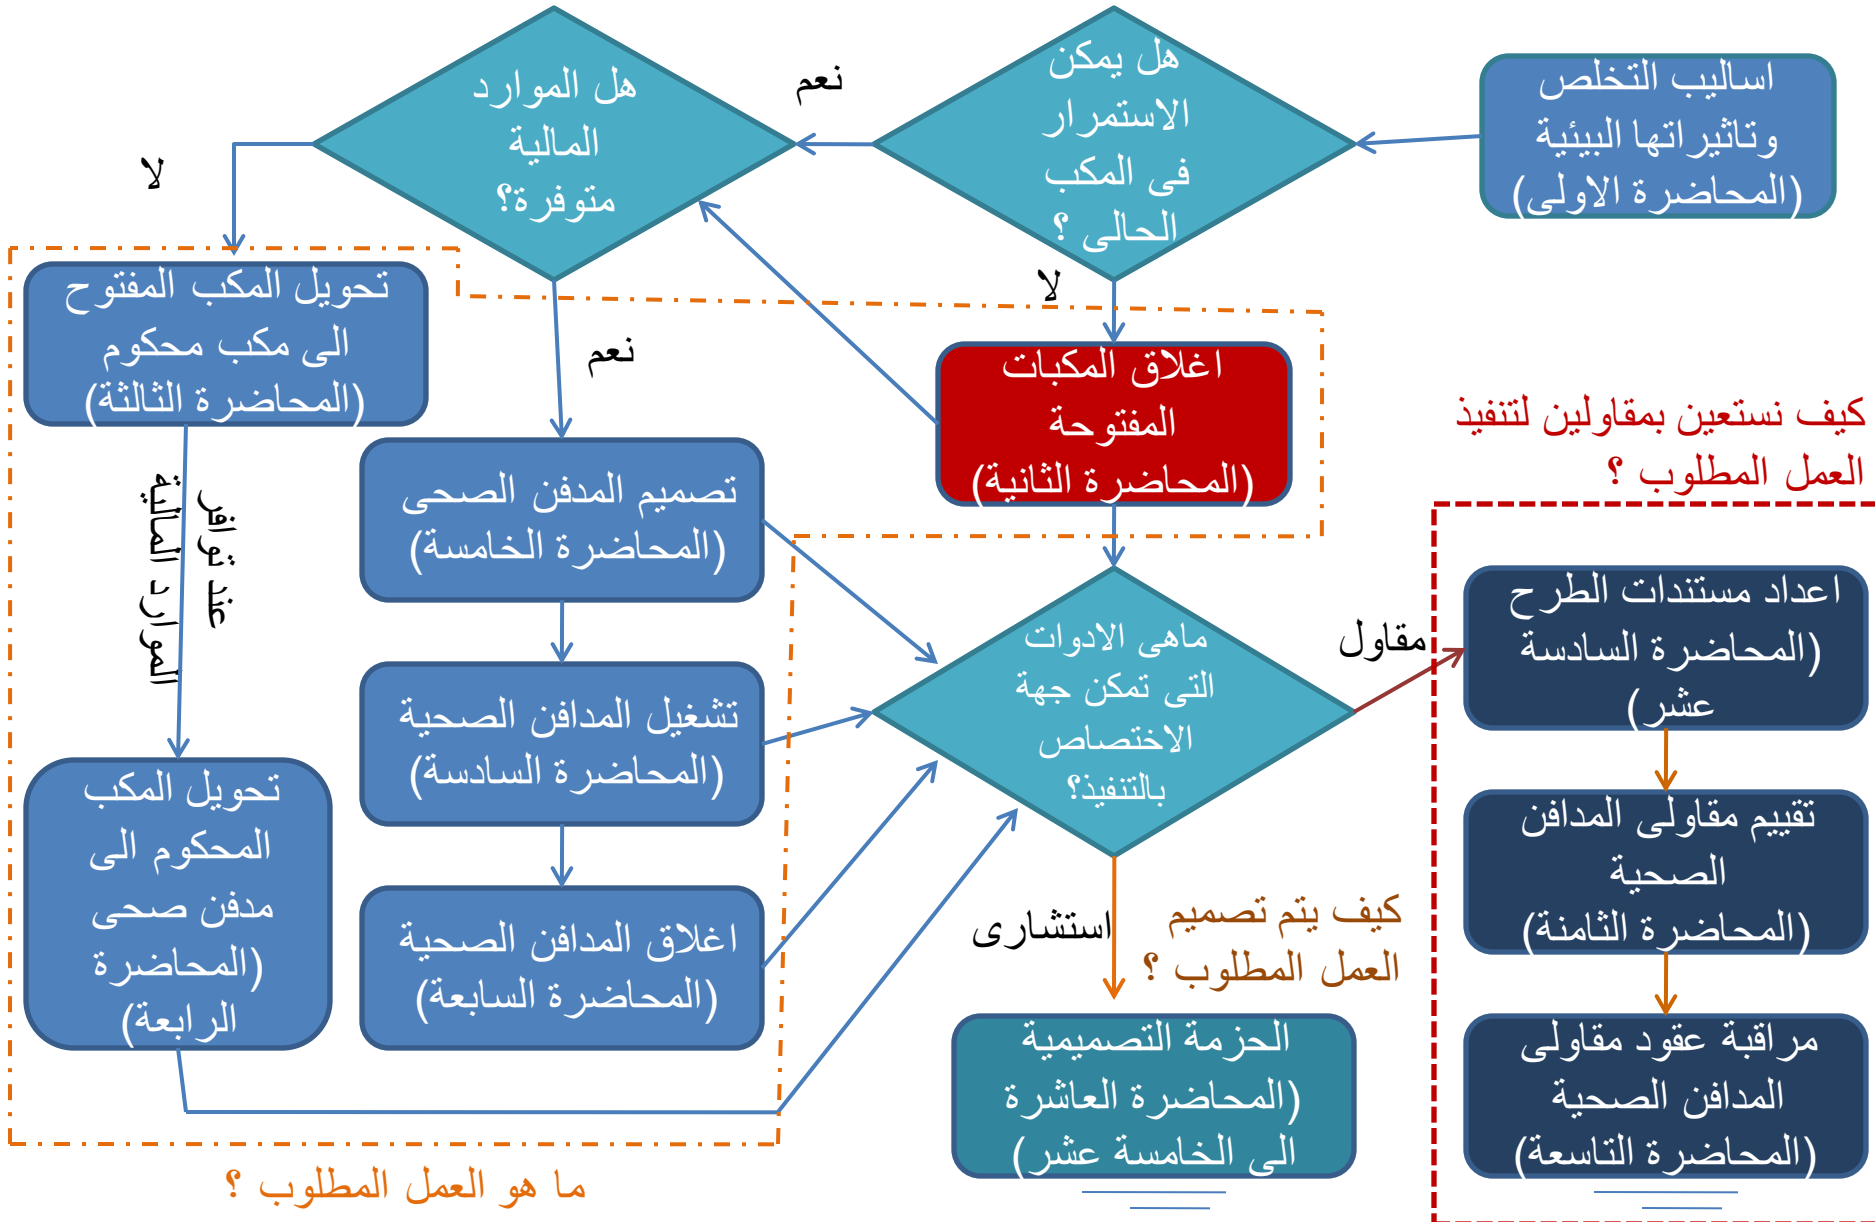 اساليب التخلص
وتاثيراتها البيئية
(المحاضرة الاولى)
هل يمكن
الاستمرار
فى المكب
الحالى ؟
نعم
هل الموارد
المالية
متوفرة؟
لا
لا
نعم
تحويل المكب المفتوح
الى مكب محكوم
(المحاضرة الثالثة)
اغلاق المكبات
المفتوحة
(المحاضرة الثانية)
كيف نستعين بمقاولين لتنفيذ
العمل المطلوب ؟
عند توافر
الموارد المالية
تصميم المدفن الصحى
(المحاضرة الخامسة)
تشغيل المدافن الصحية
(المحاضرة السادسة)
اغلاق المدافن الصحية
(المحاضرة السابعة)
تحويل المكب
المحكوم الى
مدفن صحى
(المحاضرة
الرابعة)
ماهى الادوات
التى تمكن جهة
الاختصاص
بالتنفيذ؟
مقاول
اعداد مستندات الطرح
(المحاضرة السادسة
عشر)
تقييم مقاولى المدافن
الصحية
(المحاضرة الثامنة)
مراقبة عقود مقاولى
المدافن الصحية
(المحاضرة التاسعة)
استشارى
كيف يتم تصميم
العمل المطلوب ؟
الحزمة التصميمية
(المحاضرة العاشرة
الى الخامسة عشر)
ما هو العمل المطلوب ؟